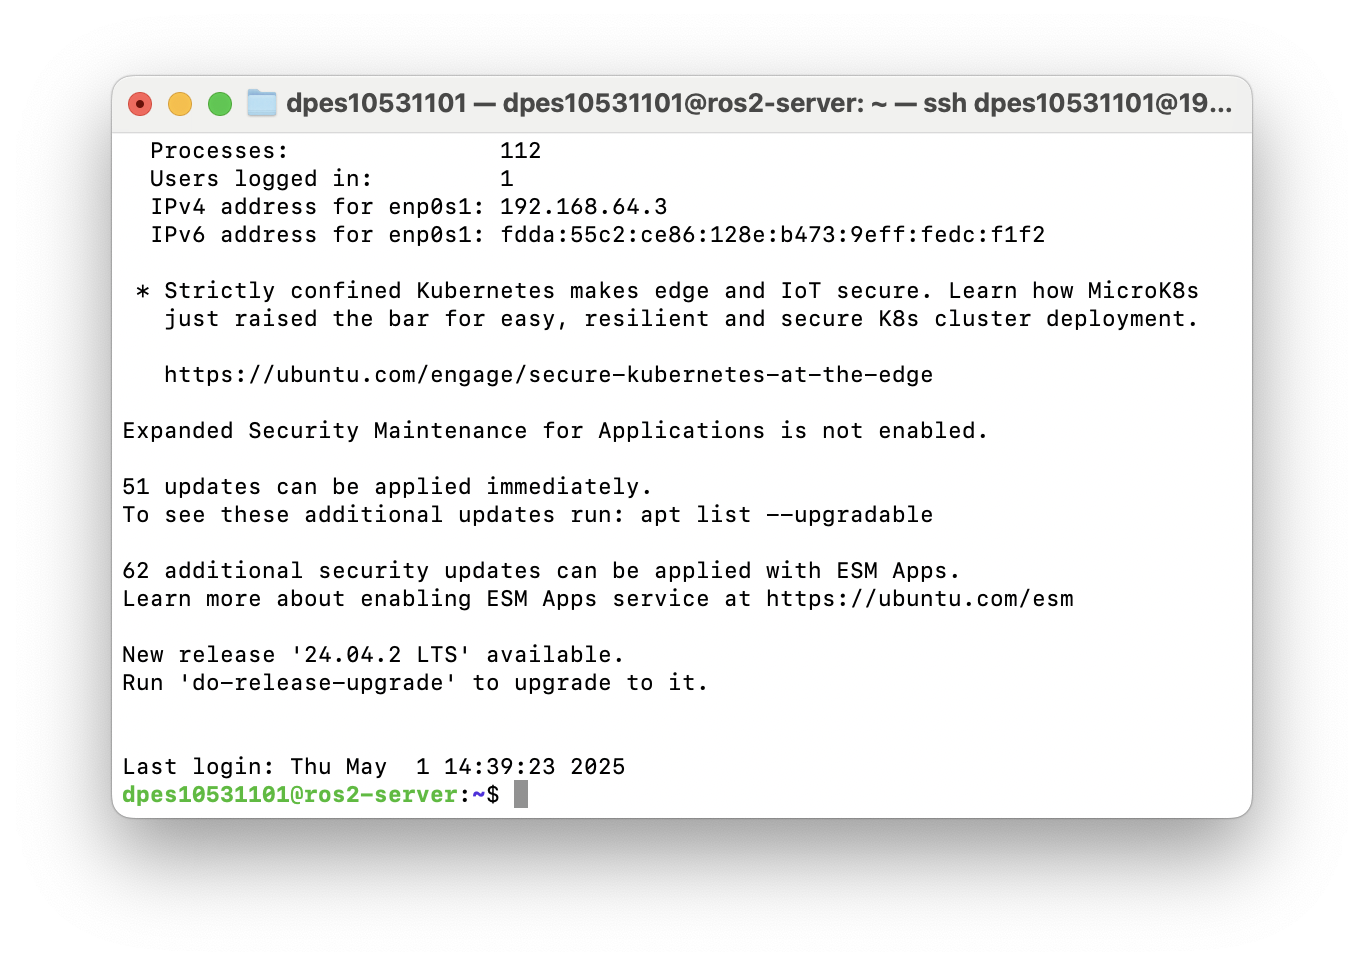 dpes10531101 — dpes10531101@ros2-server: ~ — ssh dpes10531101@19...
Processes: 112
Users logged in: 1
IPv4 address for enp0s1: 192.168.64.3
IPv6 address for enp0s1: fdda:55c2:ce86:128e:b473:9eff:fedc:f1f2
* Strictly confined Kubernetes makes edge and IoT secure. Learn how MicroK8s
just raised the bar for easy, resilient and secure K8s cluster deployment.
https://ubuntu.com/engage/secure-kubernetes-at-the-edge
Expanded Security Maintenance for Applications is not enabled.
51 updates can be applied immediately.
To see these additional updates run: apt list --upgradable
62 additional security updates can be applied with ESM Apps.
Learn more about enabling ESM Apps service at https://ubuntu.com/esm
New release '24.04.2 LTS' available.
Run 'do-release-upgrade' to upgrade to it.
Last login: Thu May  1 14:39:23 2025
dpes10531101@ros2-server:~$